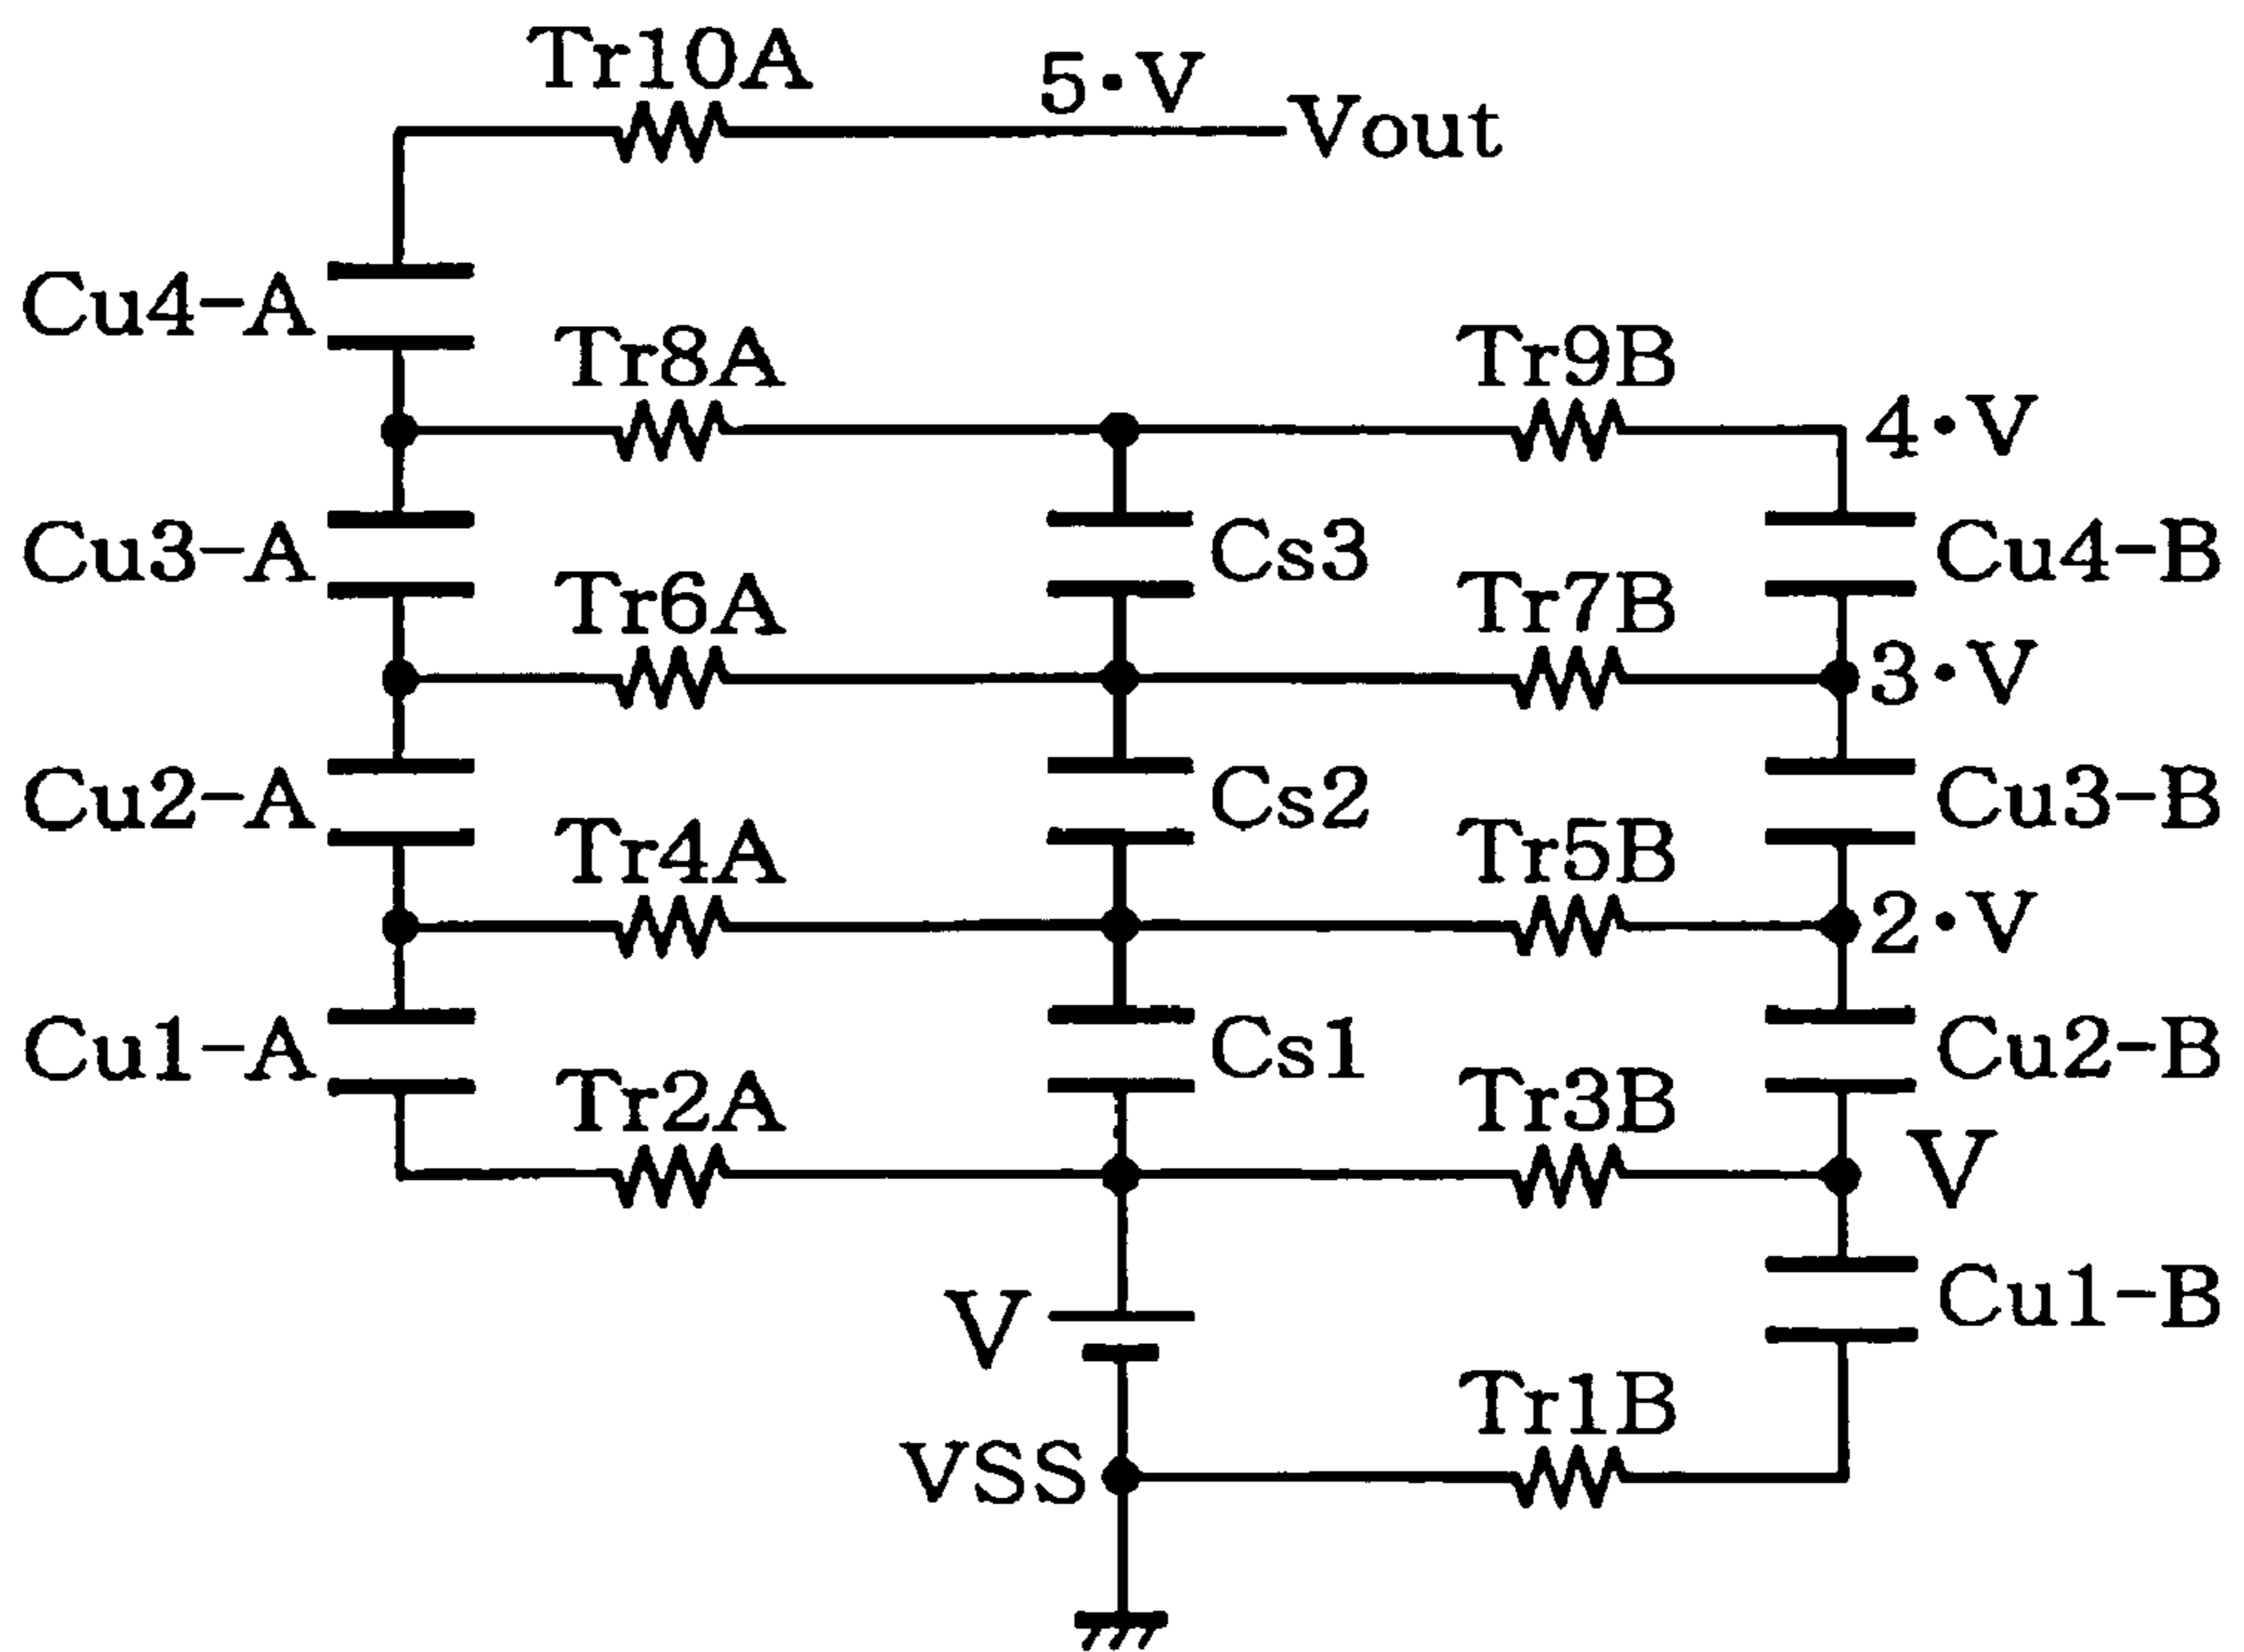 Tr10A
5·V
Vout
Cu4-A
Tr8A
Tr9B
4·V
Cu3-A
Cs3
Cu4-B
Tr6A
Tr7B
3·V
Cu2-A
Cs2
Cu3-B
Tr4A
Tr5B
2·V
Cu1-A
Cs1
Cu2-B
Tr2A
Tr3B
V
V
Cu1-B
Tr1B
VSS